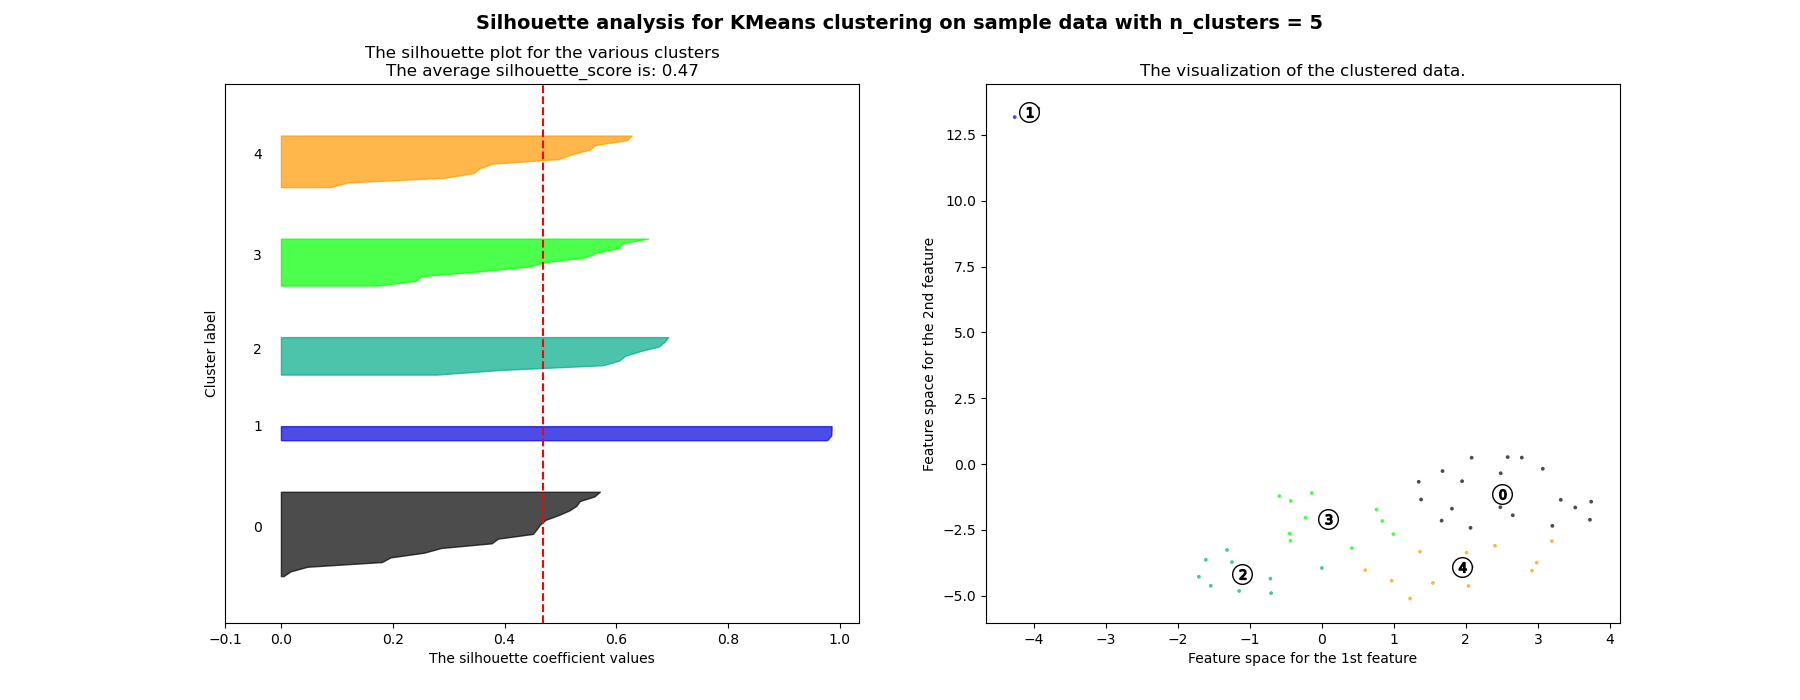 Silhouette analysis for KMeans clustering on sample data with n_clusters = 5
The silhouette plot for the various clusters
The average silhouette_score is: 0.47
Cluster label
4
3
2
1
0
−0.1 0.0 0.2 0.4 0.6 0.8 1.0
The silhouette coefficient values
The visualization of the clustered data.
Feature space for the 2nd feature
12.5
10.0
7.5
5.0
2.5
0.0
−2.5
−5.0
1
0
3
4
2
−4 −3 −2 −1 0 1 2 3 4
Feature space for the 1st feature